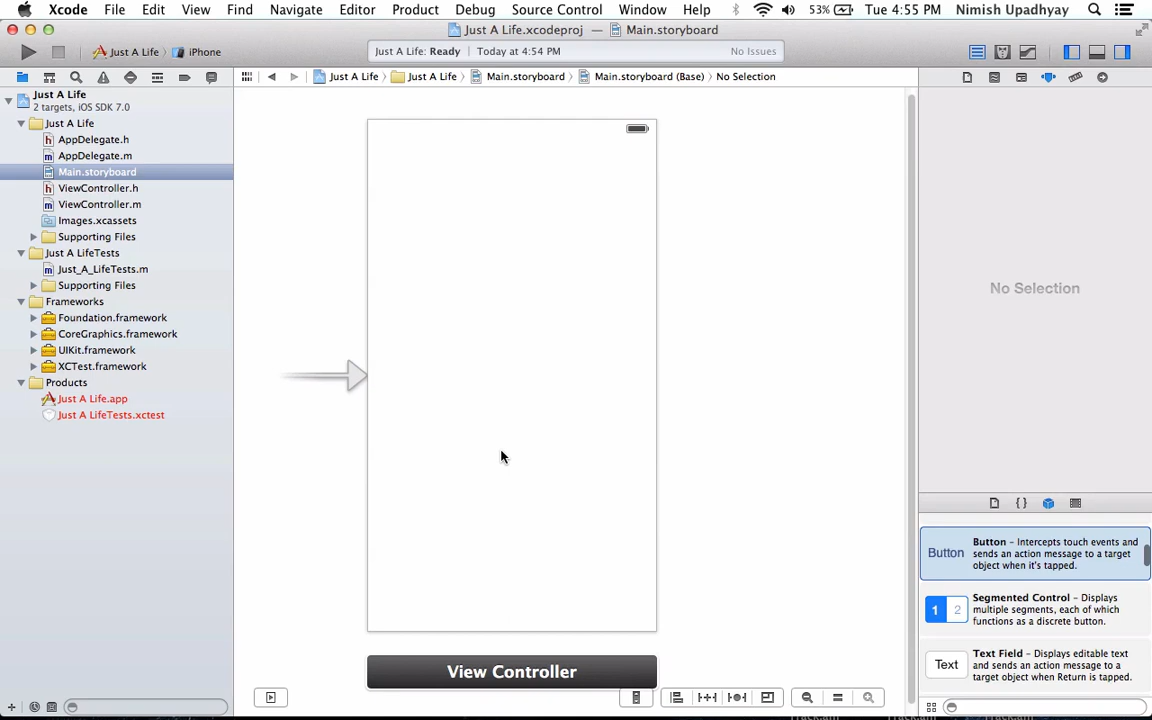 Xcode File Edit View Find Navigate Editor Product Debug Source Control Window Help 53% Tue 4:55 PM Nimish Upadhyay
Just A Life.xcodeproj — Main.storyboard
Just A Life iPhone
Just A Life: Ready Today at 4:54 PM No Issues
Just A Life Just A Life Main.storyboard Main.storyboard (Base) No Selection
Just A Life
2 targets, iOS SDK 7.0
Just A Life
h AppDelegate.h
m AppDelegate.m
Main.storyboard
h ViewController.h
m ViewController.m
Images.xcassets
Supporting Files
Just A LifeTests
m Just_A_LifeTests.m
Supporting Files
Frameworks
Foundation.framework
CoreGraphics.framework
UIKit.framework
XCTest.framework
Products
Just A Life.app
Just A LifeTests.xctest
View Controller
No Selection
{ }
Button
Button – Intercepts touch events and
sends an action message to a target
object when it's tapped.
1 2
Segmented Control – Displays
multiple segments, each of which
functions as a discrete button.
Text
Text Field – Displays editable text
and sends an action message to a
target object when Return is tapped.